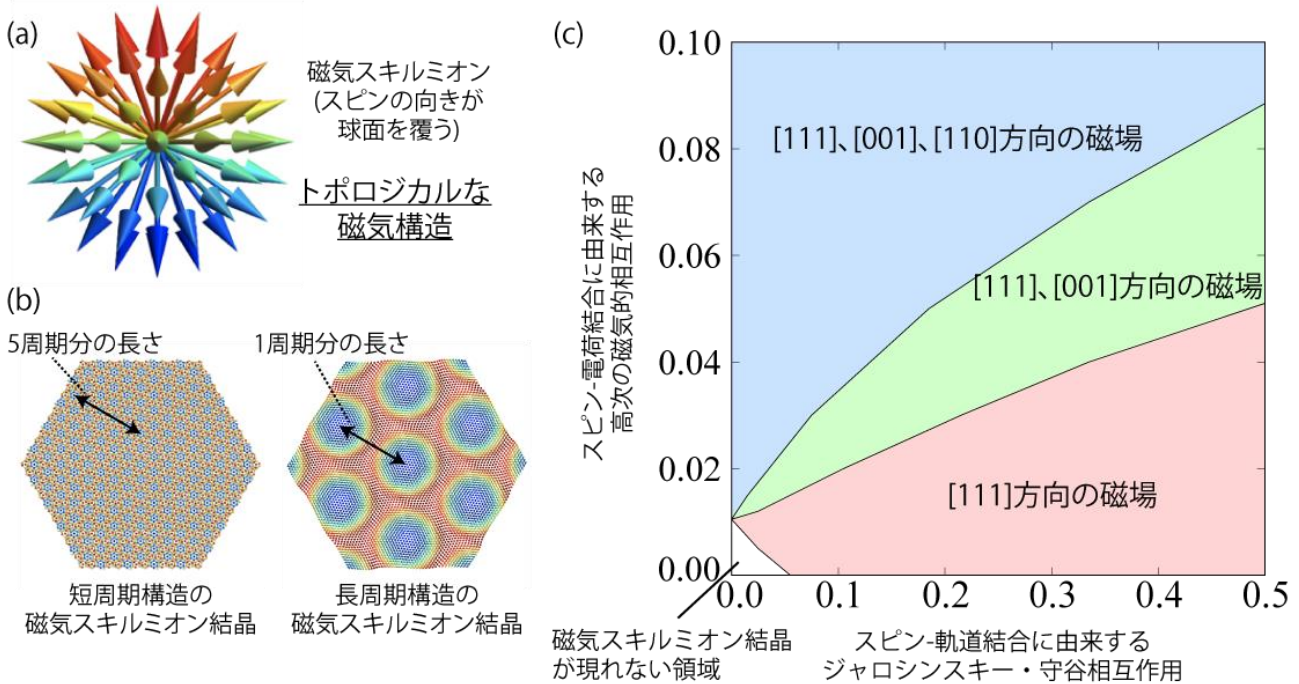 (a)
磁気スキルミオン
(スピンの向きが
球面を覆う)
トポロジカルな
磁気構造
(b)
5周期分の長さ
1周期分の長さ
短周期構造の
磁気スキルミオン結晶
長周期構造の
磁気スキルミオン結晶
(c)
スピン-電荷結合に由来する
高次の磁気的相互作用
0.10
0.08
0.06
0.04
0.02
0.00
[111]、[001]、[110]方向の磁場
[111]、[001]方向の磁場
[111]方向の磁場
0.0 0.1 0.2 0.3 0.4 0.5
磁気スキルミオン結晶
が現れない領域
スピン-軌道結合に由来する
ジャロシンスキー・守谷相互作用